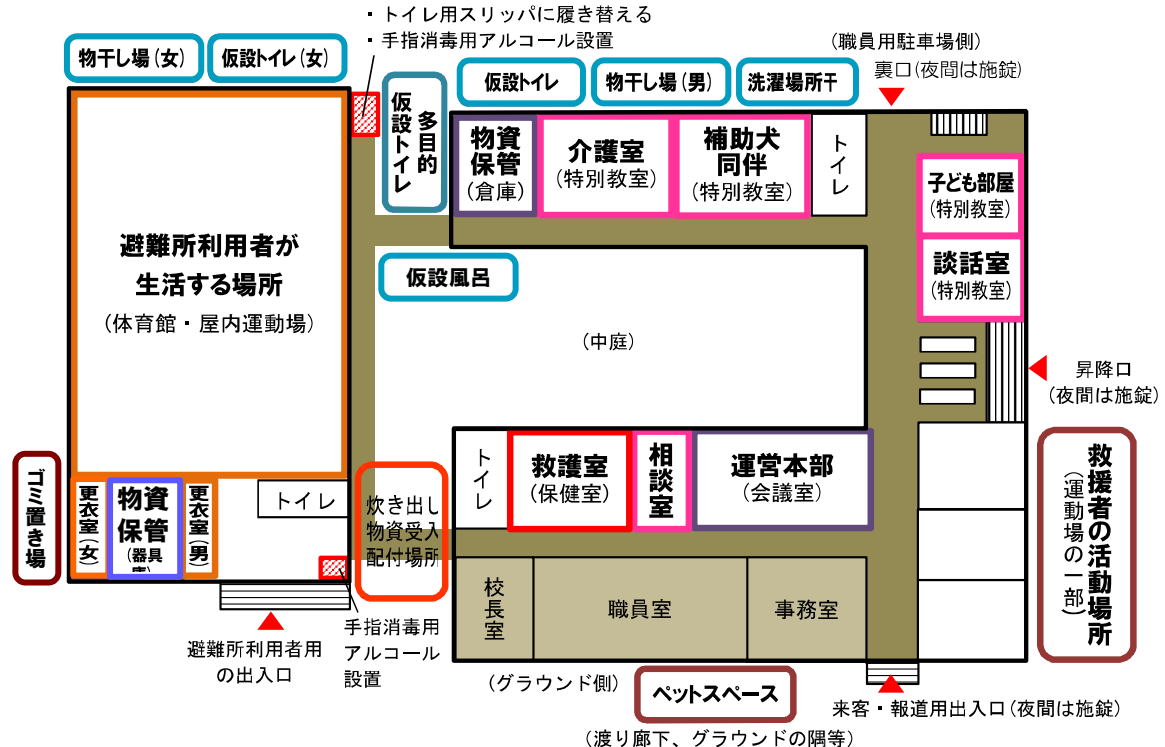 ・トイレ用スリッパに履き替える
・手指消毒用アルコール設置
物干し場(女)
仮設トイレ(女)
多目的
仮設トイレ
仮設トイレ
物干し場(男)
洗濯場所干
(職員用駐車場側)
裏口(夜間は施錠)
物資
保管
(倉庫)
介護室
(特別教室)
補助犬
同伴
(特別教室)
トイレ
子ども部屋
(特別教室)
談話室
(特別教室)
避難所利用者が
生活する場所
(体育館・屋内運動場)
仮設風呂
(中庭)
昇降口
(夜間は施錠)
ゴミ置き場
更衣室(女)
物資
保管
(器具
更衣室(男)
トイレ
炊き出し
物資受入
配付場所
トイレ
救護室
(保健室)
相談室
運営本部
(会議室)
救援者の活動場所
(運動場の一部)
校長室
職員室
事務室
避難所利用者用
の出入口
手指消毒用
アルコール
設置
(グラウンド側)
ペットスペース
(渡り廊下、グラウンドの隅等)
来客・報道用出入口(夜間は施錠)